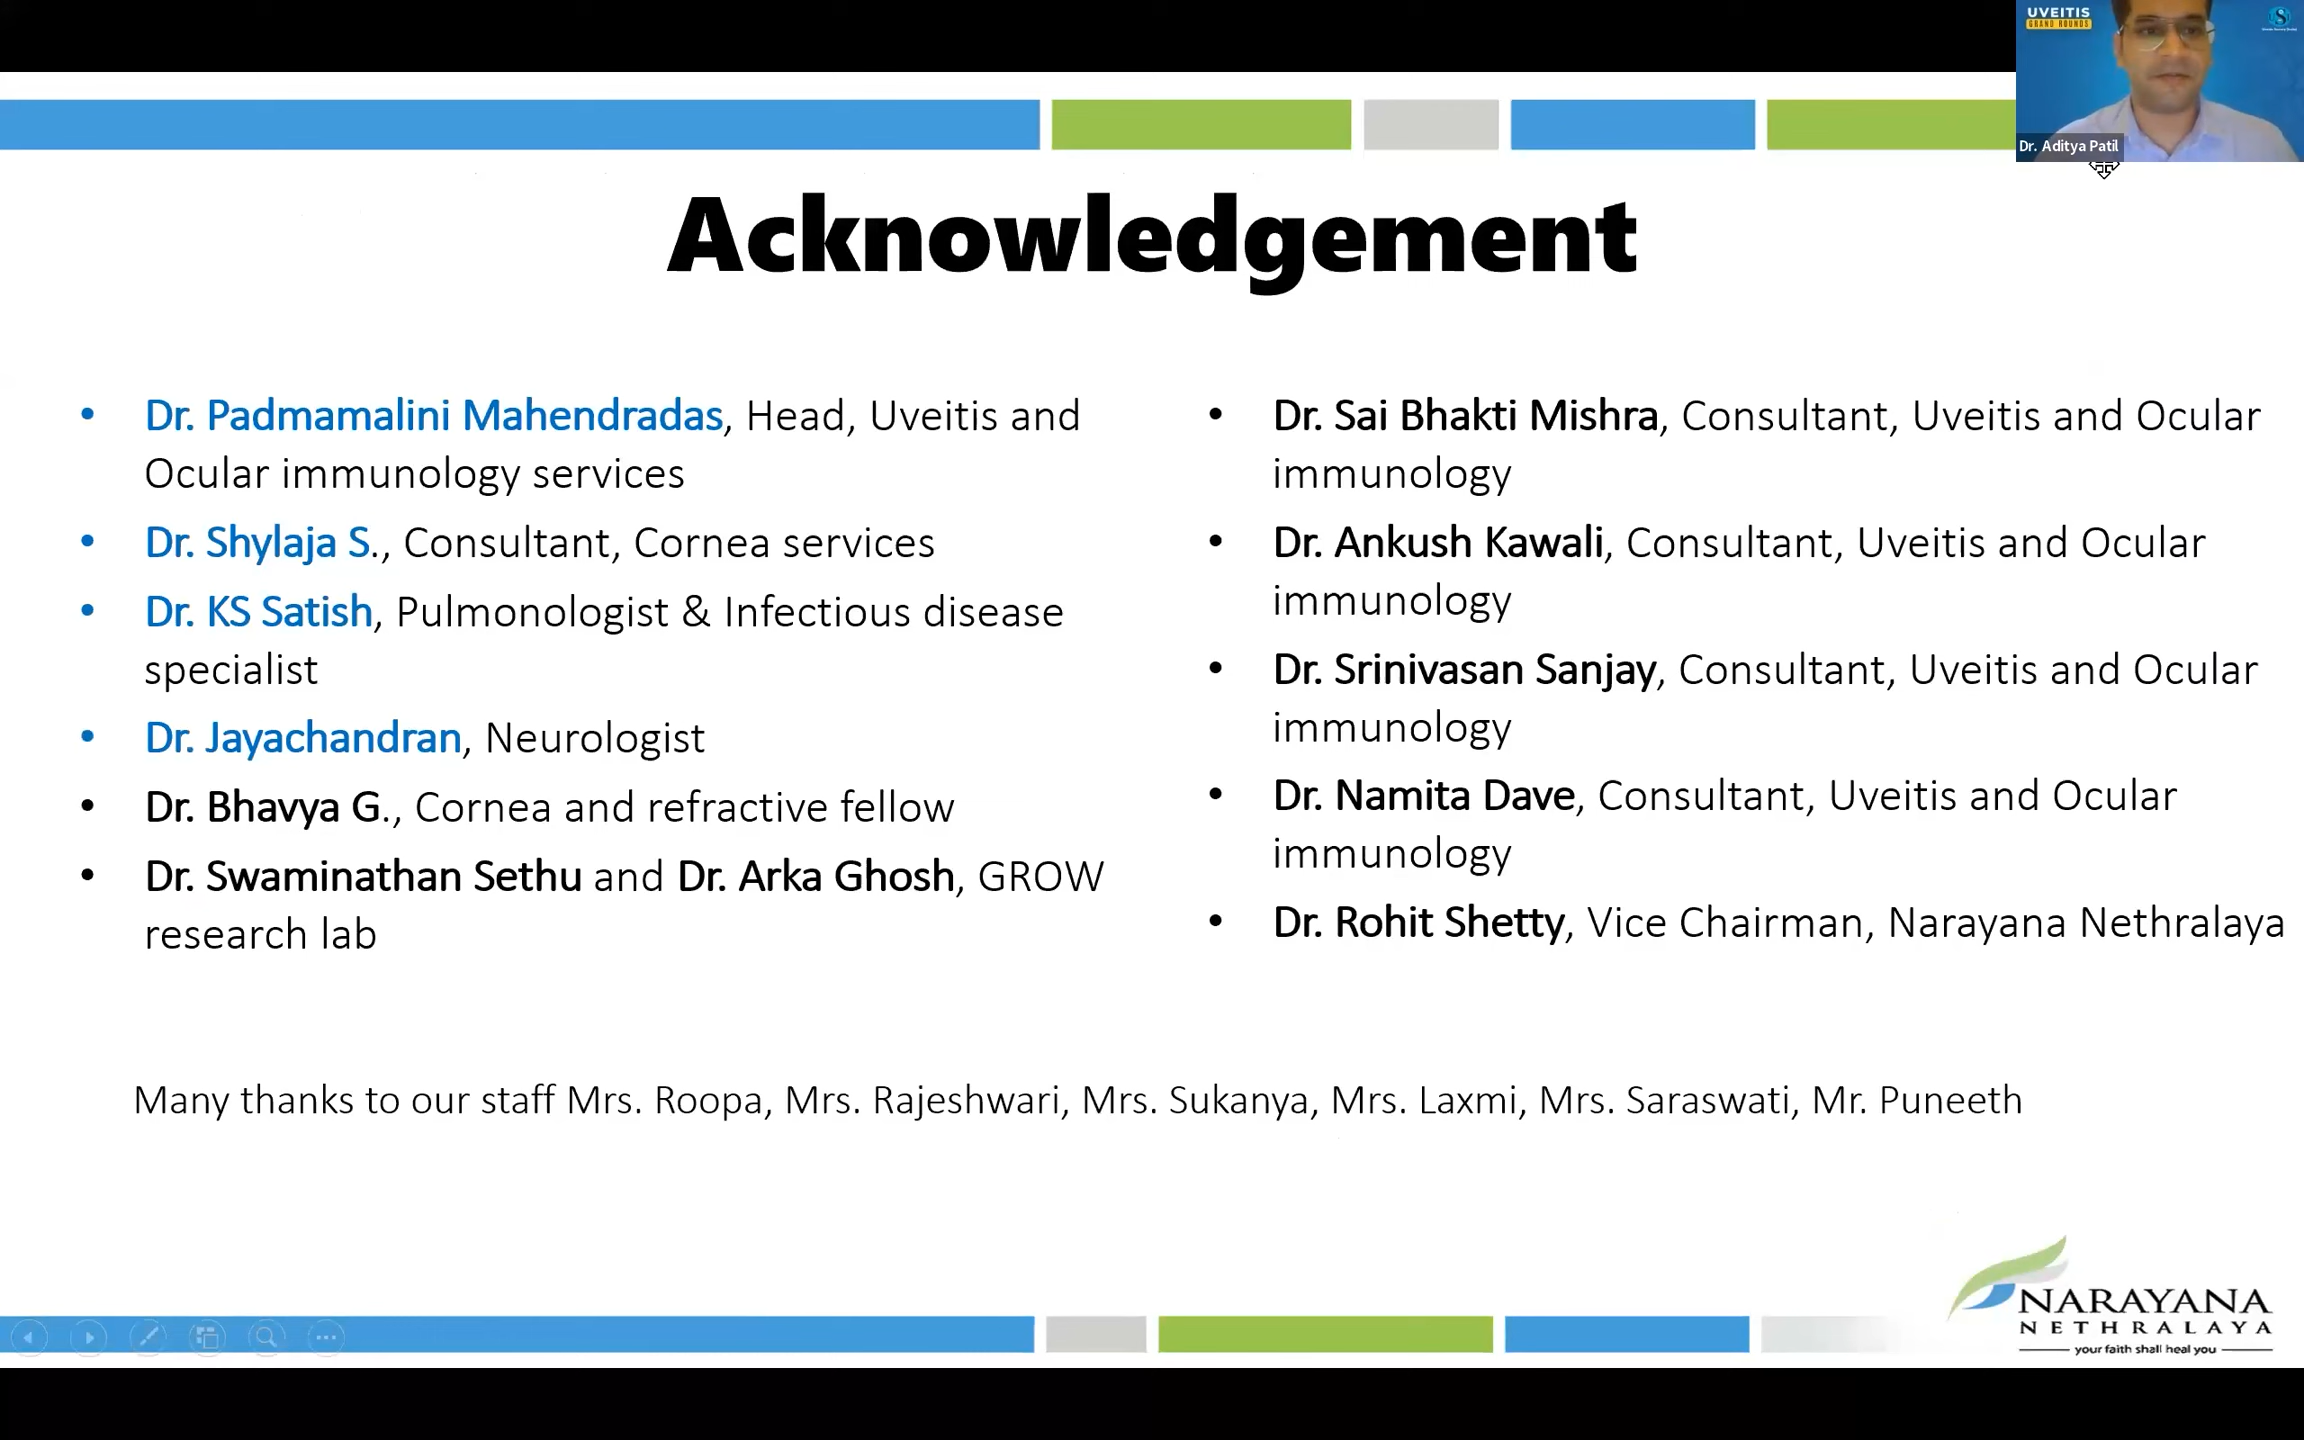 UVEITIS
GRAND ROUNDS
Dr. Aditya Patil
Acknowledgement
• Dr. Padmamalini Mahendradas, Head, Uveitis and
Ocular immunology services
• Dr. Shylaja S., Consultant, Cornea services
• Dr. KS Satish, Pulmonologist & Infectious disease
specialist
• Dr. Jayachandran, Neurologist
• Dr. Bhavya G., Cornea and refractive fellow
• Dr. Swaminathan Sethu and Dr. Arka Ghosh, GROW
research lab
• Dr. Sai Bhakti Mishra, Consultant, Uveitis and Ocular
immunology
• Dr. Ankush Kawali, Consultant, Uveitis and Ocular
immunology
• Dr. Srinivasan Sanjay, Consultant, Uveitis and Ocular
immunology
• Dr. Namita Dave, Consultant, Uveitis and Ocular
immunology
• Dr. Rohit Shetty, Vice Chairman, Narayana Nethralaya
Many thanks to our staff Mrs. Roopa, Mrs. Rajeshwari, Mrs. Sukanya, Mrs. Laxmi, Mrs. Saraswati, Mr. Puneeth
NARAYANA
NETHRALAYA
your faith shall heal you